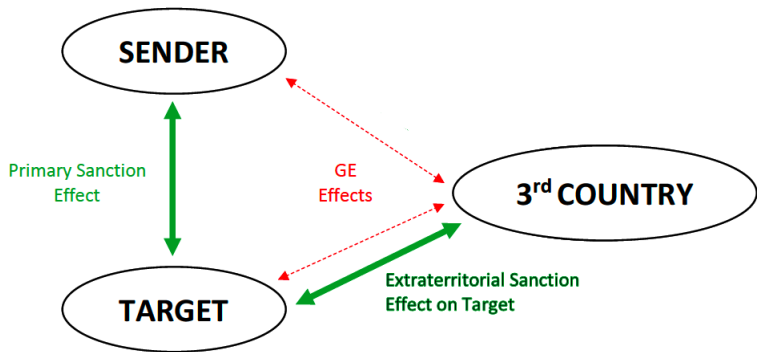 SENDER
Primary Sanction
Effect
GE
Effects
3rd COUNTRY
TARGET
Extraterritorial Sanction
Effect on Target